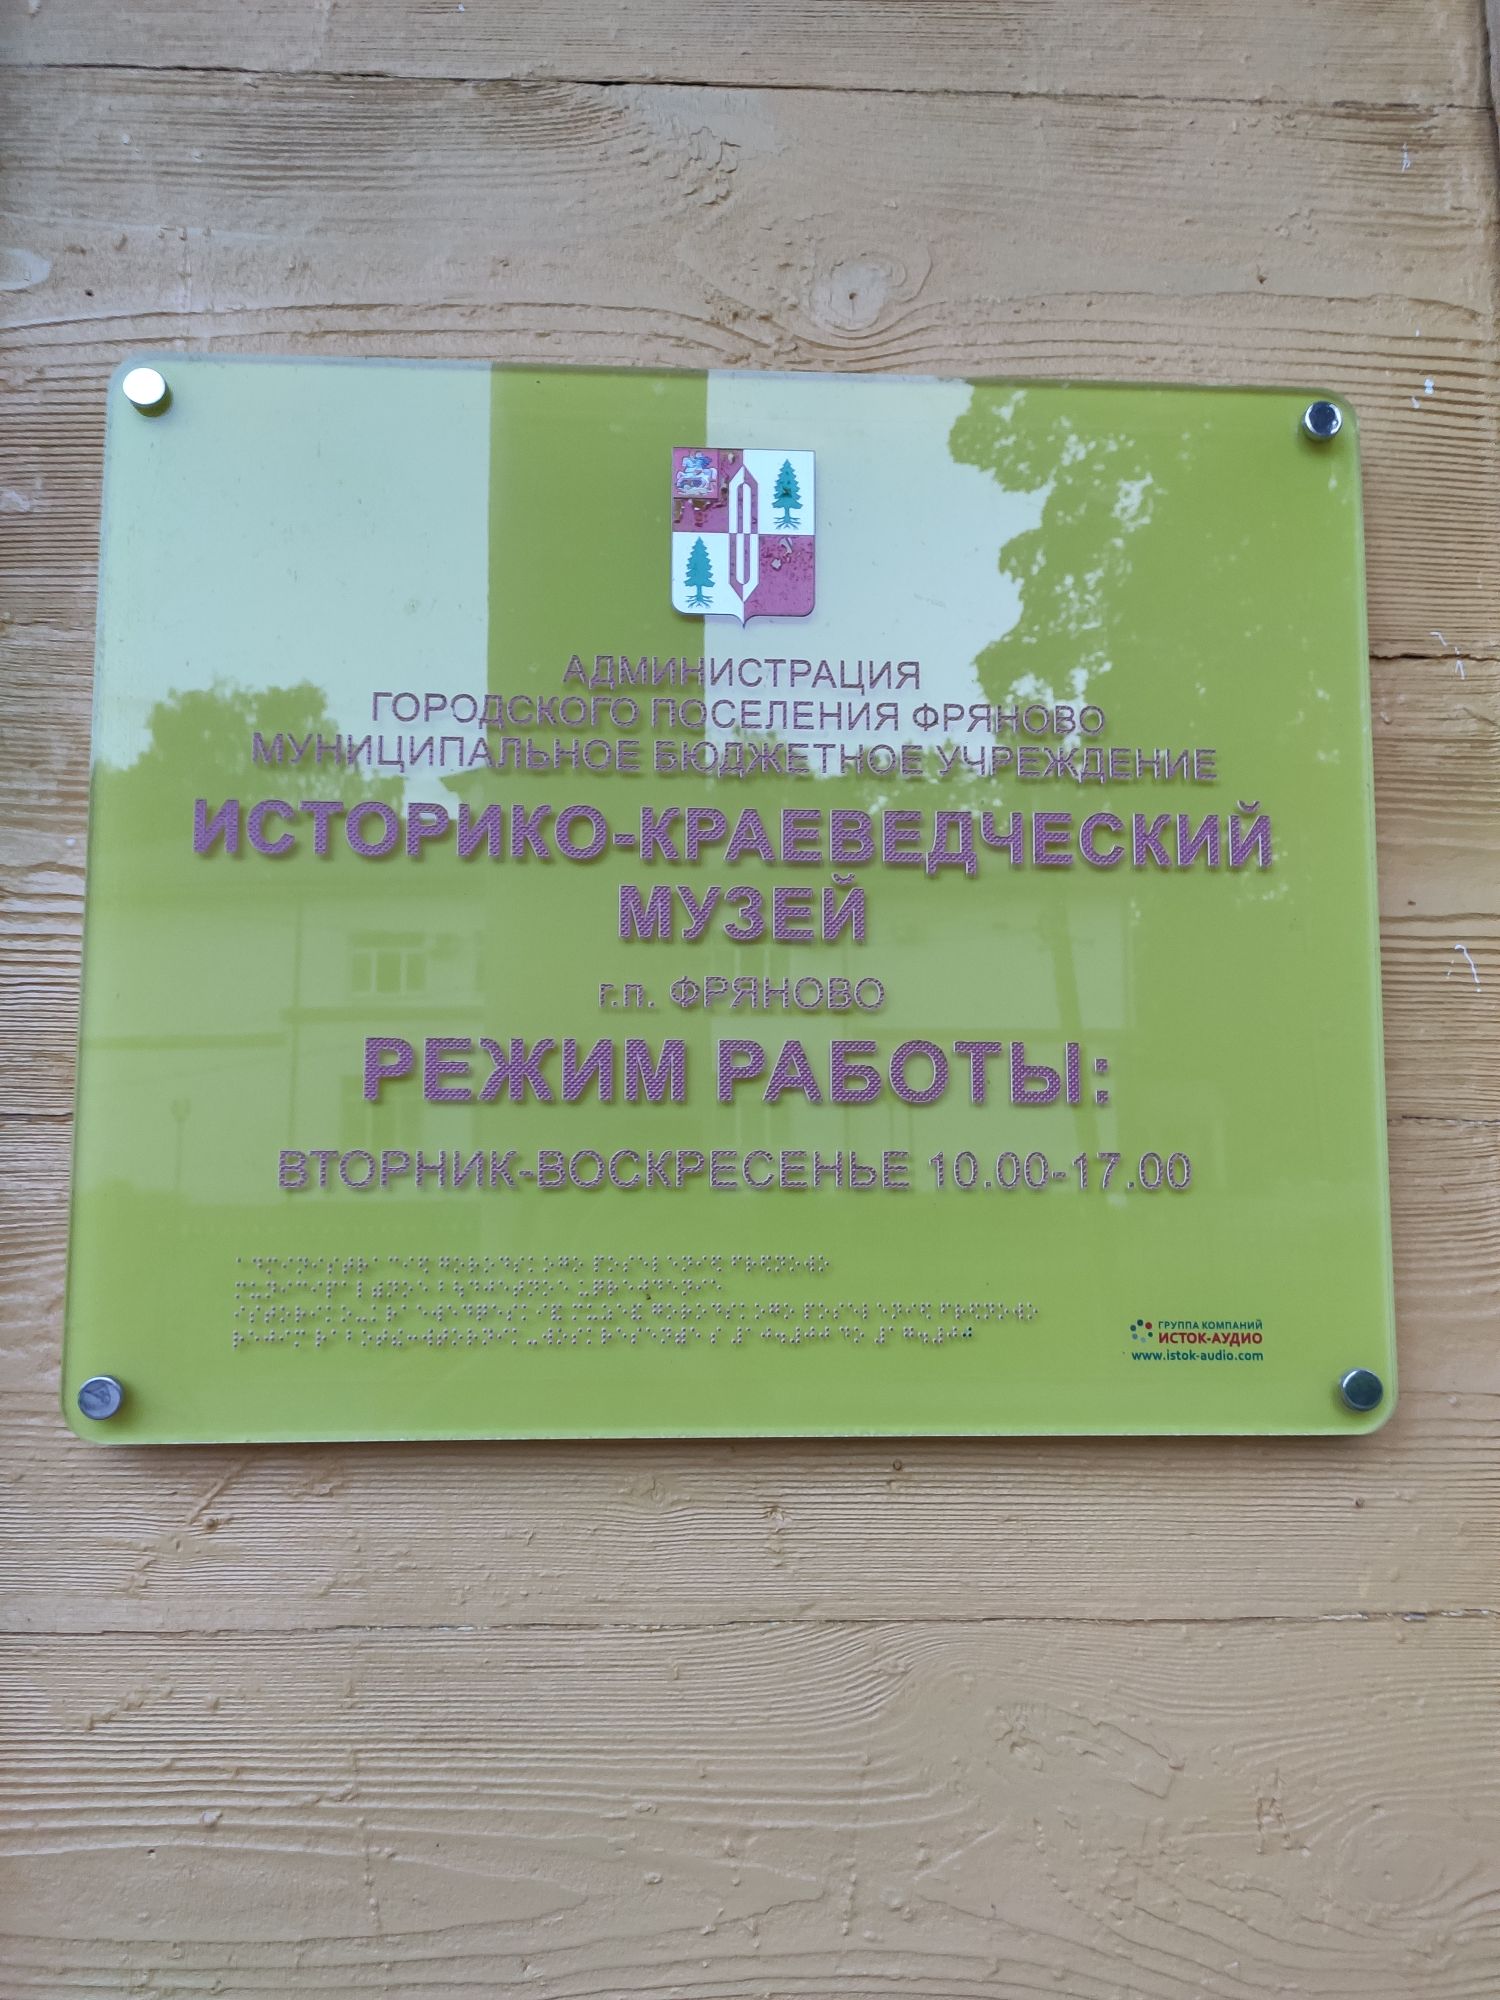 АДМИНИСТРАЦИЯ
ГОРОДСКОГО ПОСЕЛЕНИЯ ФРЯНОВО
МУНИЦИПАЛЬНОЕ БЮДЖЕТНОЕ УЧРЕЖДЕНИЕ
ИСТОРИКО-КРАЕВЕДЧЕСКИЙ
МУЗЕЙ
г.п. ФРЯНОВО
РЕЖИМ РАБОТЫ:
ВТОРНИК-ВОСКРЕСЕНЬЕ 10.00-17.00
ГРУППА КОМПАНИЙ
ИСТОК-АУДИО
www.istok-audio.com